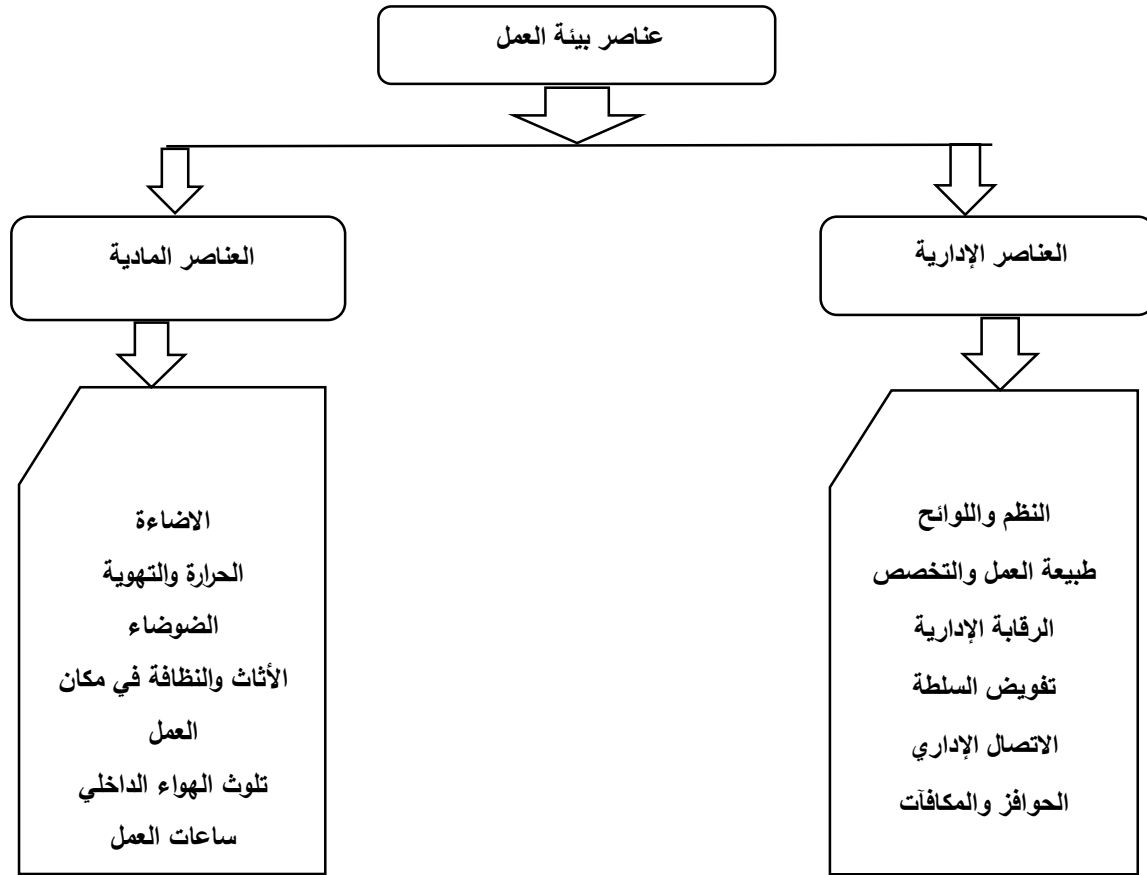 عناصر بيئة العمل
العناصر الإدارية
العناصر المادية
النظم واللوائح
طبيعة العمل والتخصص
الرقابة الإدارية
تفويض السلطة
الاتصال الإداري
الحوافز والمكافآت
الاضاءة
الحرارة والتهوية
الضوضاء
الأثاث والنظافة في مكان
العمل
تلوث الهواء الداخلي
ساعات العمل